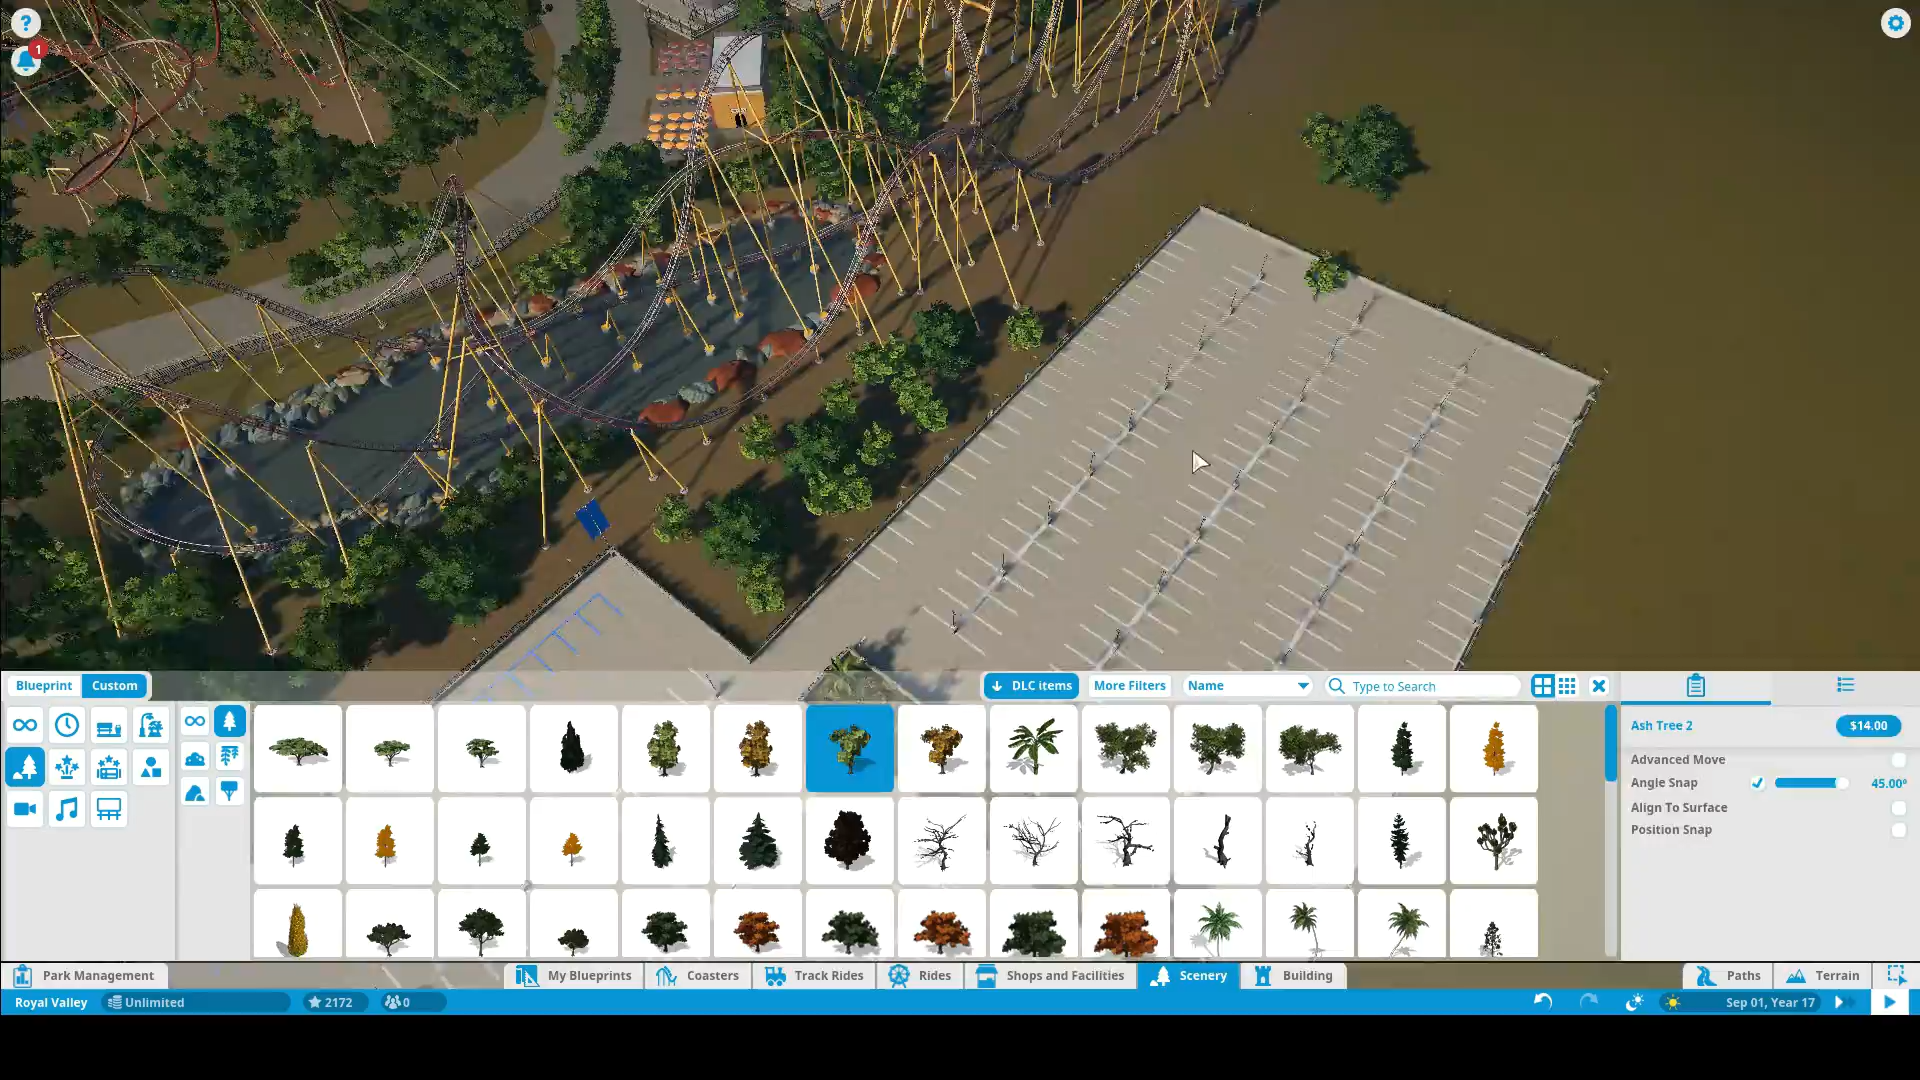 ?
1
Blueprint
Custom
DLC items
More Filters
Name
Type to Search
Ash Tree 2
$14.00
Advanced Move
Angle Snap
45.00°
Align To Surface
Position Snap
Park Management
My Blueprints
Coasters
Track Rides
Rides
Shops and Facilities
Scenery
Building
Paths
Terrain
Royal Valley
Unlimited
2172
0
Sep 01, Year 17